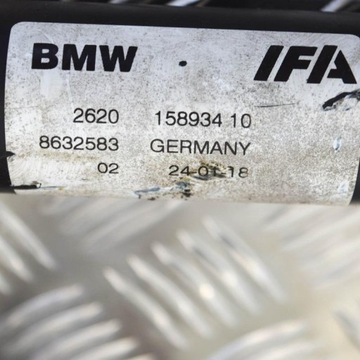 BMW IFA
2620 158934 10
8632583 GERMANY
02 24-01-18